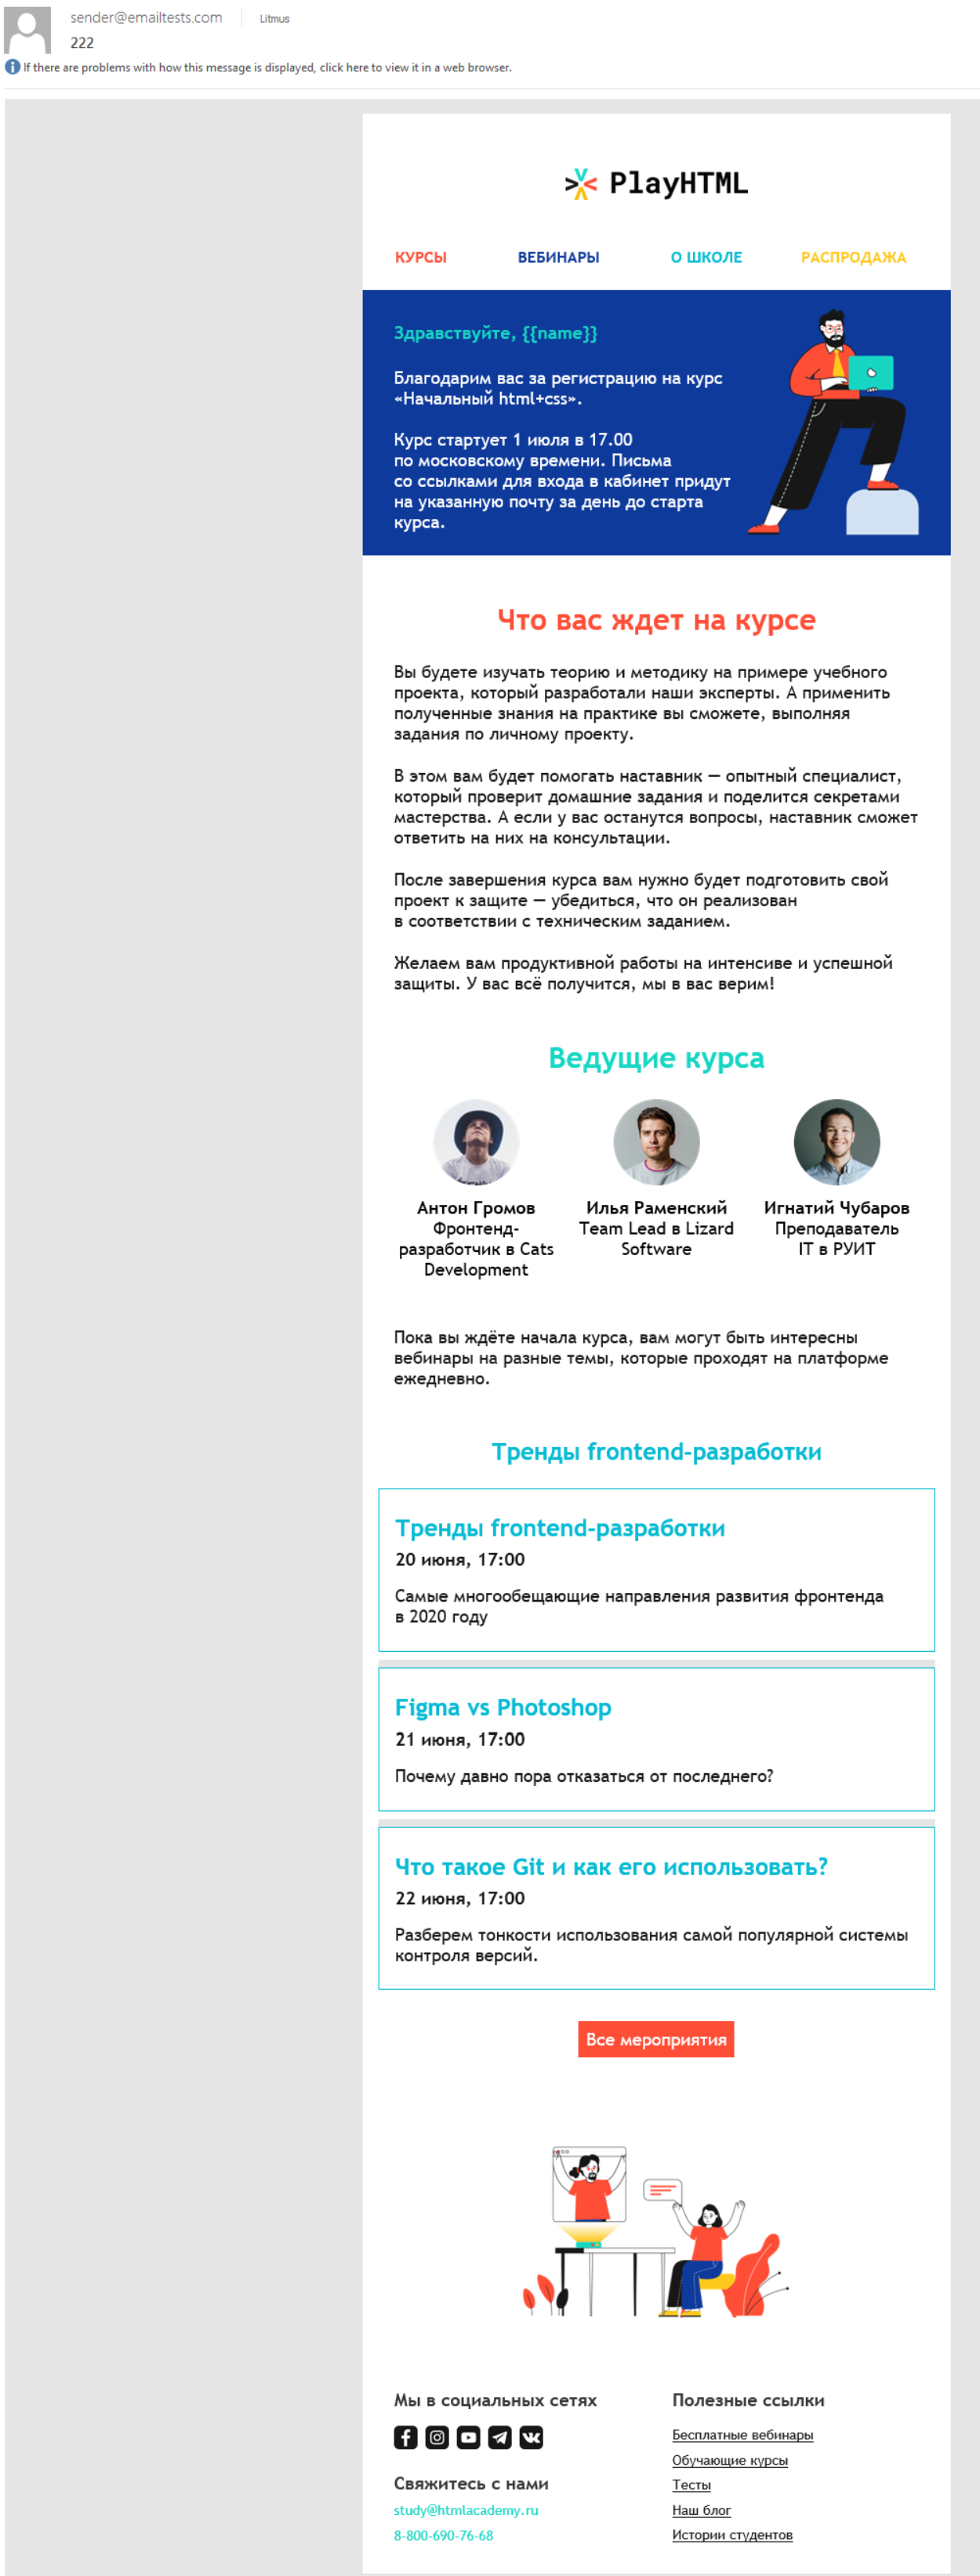 sender@emailtests.com Litmus
222
If there are problems with how this message is displayed, click here to view it in a web browser.
PlayHTML
КУРСЫ ВЕБИНАРЫ О ШКОЛЕ РАСПРОДАЖА
Здравствуйте, {{name}}
Благодарим вас за регистрацию на курс
«Начальный html+css».
Курс стартует 1 июля в 17.00
по московскому времени. Письма
со ссылками для входа в кабинет придут
на указанную почту за день до старта
курса.
Что вас ждет на курсе
Вы будете изучать теорию и методику на примере учебного
проекта, который разработали наши эксперты. А применить
полученные знания на практике вы сможете, выполняя
задания по личному проекту.
В этом вам будет помогать наставник — опытный специалист,
который проверит домашние задания и поделится секретами
мастерства. А если у вас останутся вопросы, наставник сможет
ответить на них на консультации.
После завершения курса вам нужно будет подготовить свой
проект к защите — убедиться, что он реализован
в соответствии с техническим заданием.
Желаем вам продуктивной работы на интенсиве и успешной
защиты. У вас всё получится, мы в вас верим!
Ведущие курса
Антон Громов
Фронтенд-
разработчик в Cats
Development
Илья Раменский
Team Lead в Lizard
Software
Игнатий Чубаров
Преподаватель
IT в РУИТ
Пока вы ждёте начала курса, вам могут быть интересны
вебинары на разные темы, которые проходят на платформе
ежедневно.
Тренды frontend-разработки
Тренды frontend-разработки
20 июня, 17:00
Самые многообещающие направления развития фронтенда
в 2020 году
Figma vs Photoshop
21 июня, 17:00
Почему давно пора отказаться от последнего?
Что такое Git и как его использовать?
22 июня, 17:00
Разберем тонкости использования самой популярной системы
контроля версий.
Все мероприятия
Мы в социальных сетях
Свяжитесь с нами
study@htmlacademy.ru
8-800-690-76-68
Полезные ссылки
Бесплатные вебинары
Обучающие курсы
Тесты
Наш блог
Истории студентов